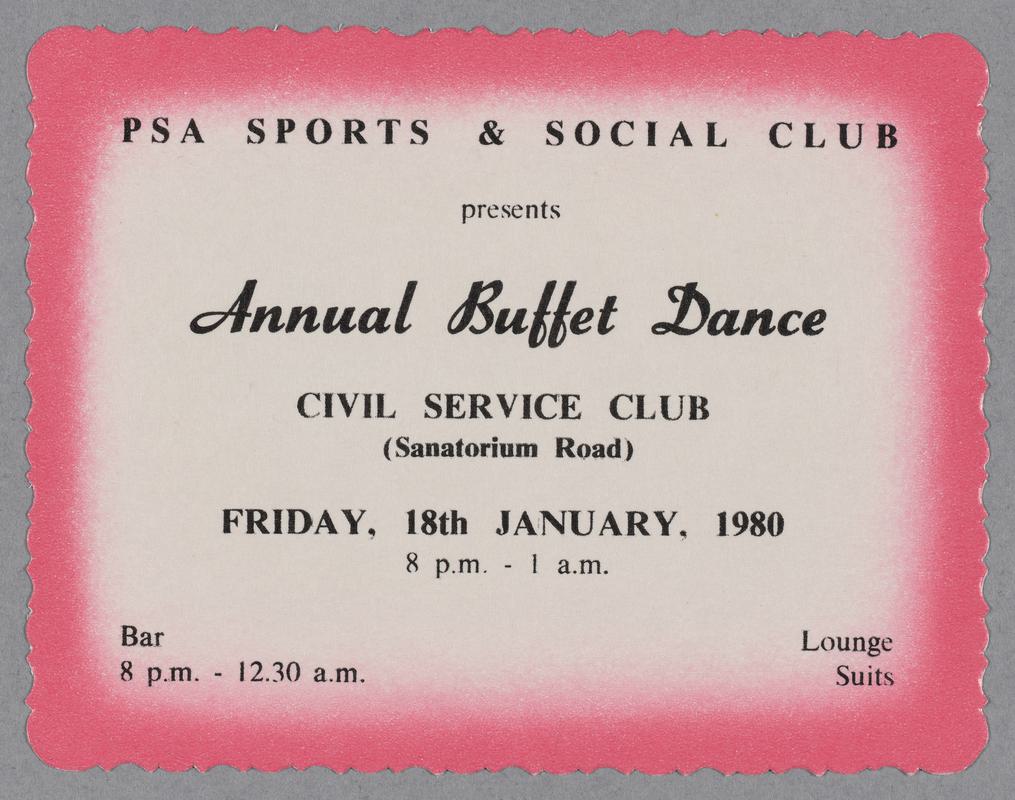 PSA SPORTS & SOCIAL CLUB
presents
Annual Buffet Dance
CIVIL SERVICE CLUB
(Sanatorium Road)
FRIDAY, 18th JANUARY, 1980
8 p.m. - 1 a.m.
Bar
8 p.m. - 12.30 a.m.
Lounge
Suits